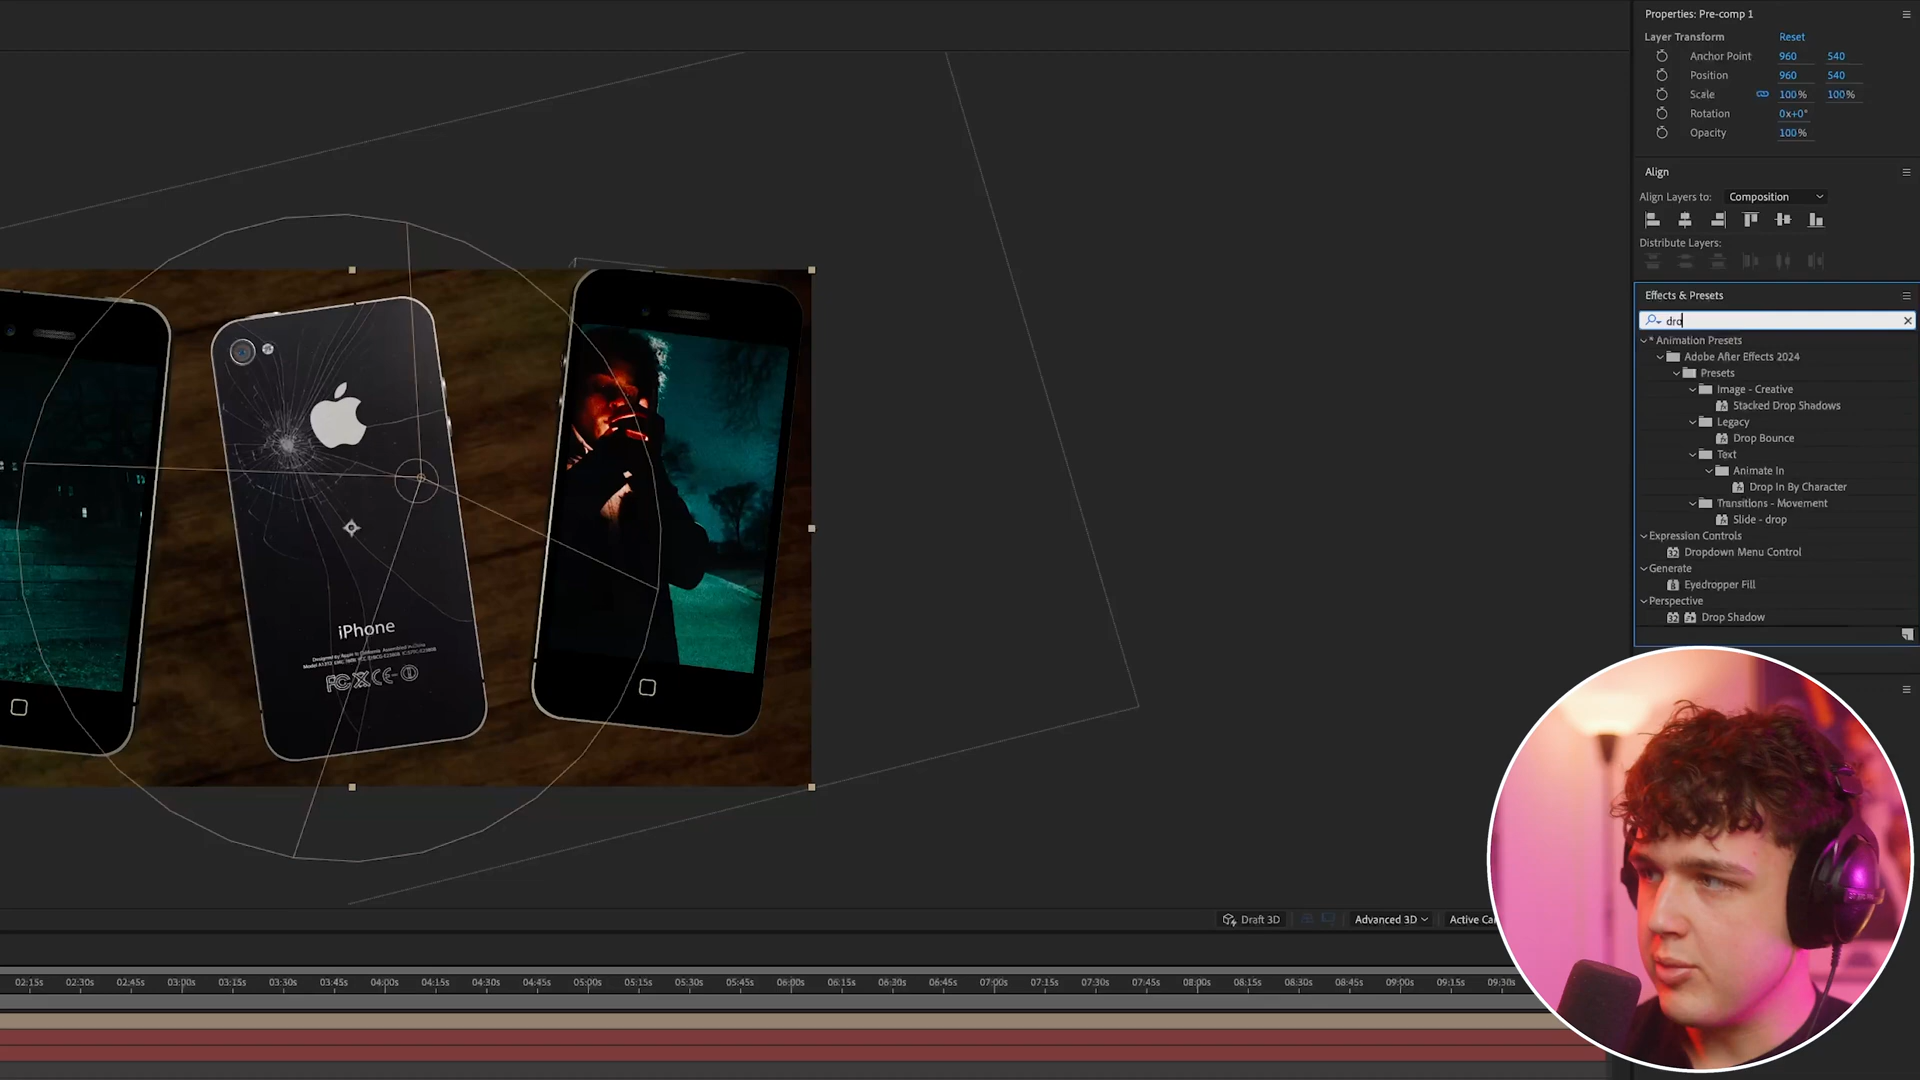 Properties: Pre-comp 1
Layer Transform Reset
Anchor Point 960 540
Position 960 540
Scale 100% 100%
Rotation 0x+0°
Opacity 100%
Align
Align Layers to: Composition
Distribute Layers:
Effects & Presets
dro
* Animation Presets
Adobe After Effects 2024
Presets
Image - Creative
Stacked Drop Shadows
Legacy
Drop Bounce
Text
Animate In
Drop In By Character
Transitions - Movement
Slide - drop
Expression Controls
Dropdown Menu Control
Generate
Eyedropper Fill
Perspective
32 Drop Shadow
iPhone
Draft 3D Advanced 3D Active Ca
02:15s 02:30s 02:45s 03:00s 03:15s 03:30s 03:45s 04:00s 04:15s 04:30s 04:45s 05:00s 05:15s 05:30s 05:45s 06:00s 06:15s 06:30s 06:45s 07:00s 07:15s 07:30s 07:45s 08:00s 08:15s 08:30s 08:45s 09:00s 09:15s 09:30s